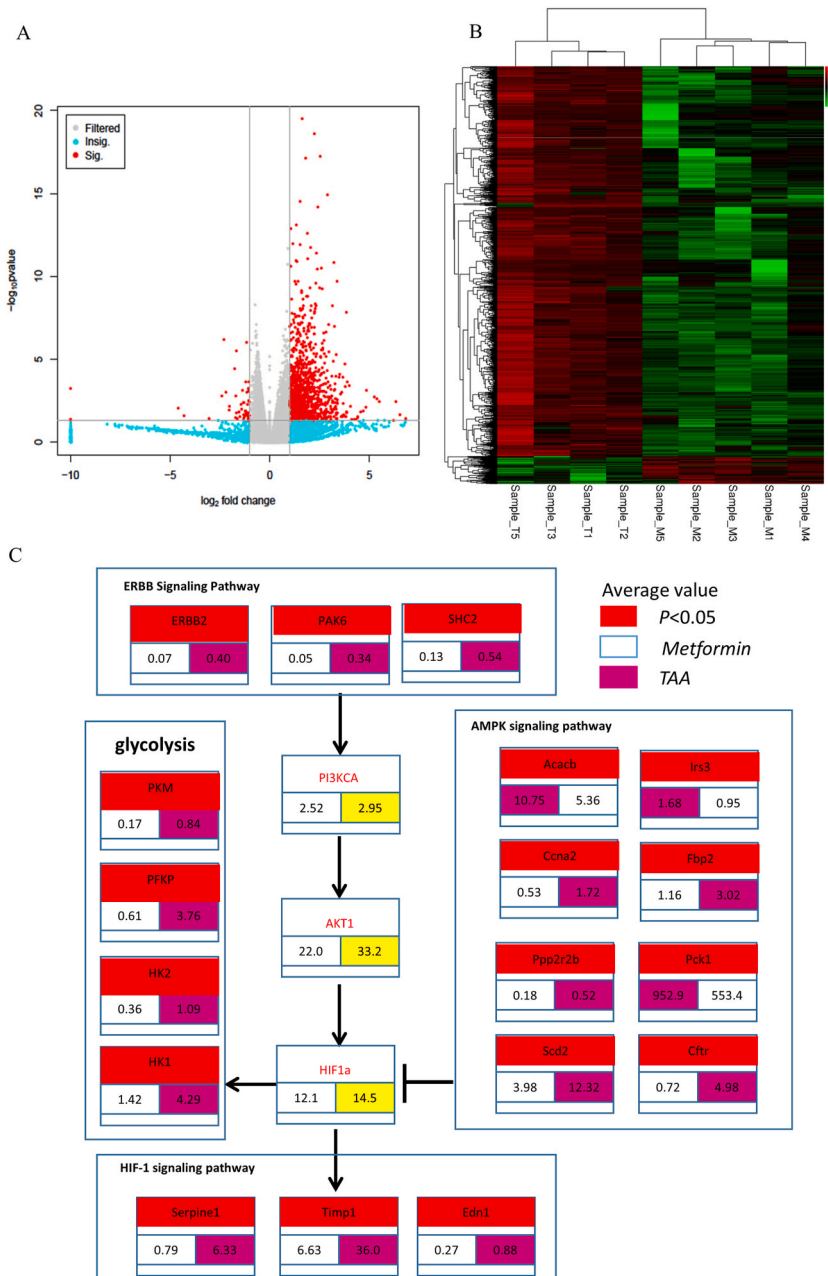 A
B
20
15
10
5
0
−log10pvalue
Filtered
Insig.
Sig.
−10
−5
0
5
log2 fold change
Sample_T5
Sample_T3
Sample_T1
Sample_T2
Sample_M5
Sample_M2
Sample_M3
Sample_M1
Sample_M4
C
ERBB Signaling Pathway
ERBB2 PAK6 SHC2
0.07 0.40 0.05 0.34 0.13 0.54
Average value
P<0.05
Metformin
TAA
glycolysis
PKM
0.17 0.84
PFKP
0.61 3.76
HK2
0.36 1.09
HK1
1.42 4.29
PI3KCA
2.52 2.95
AKT1
22.0 33.2
HIF1a
12.1 14.5
AMPK signaling pathway
Acacb Irs3
10.75 5.36 1.68 0.95
Ccna2 Fbp2
0.53 1.72 1.16 3.02
Ppp2r2b Pck1
0.18 0.52 952.9 553.4
Scd2 Cftr
3.98 12.32 0.72 4.98
HIF-1 signaling pathway
Serpine1 Timp1 Edn1
0.79 6.33 6.63 36.0 0.27 0.88